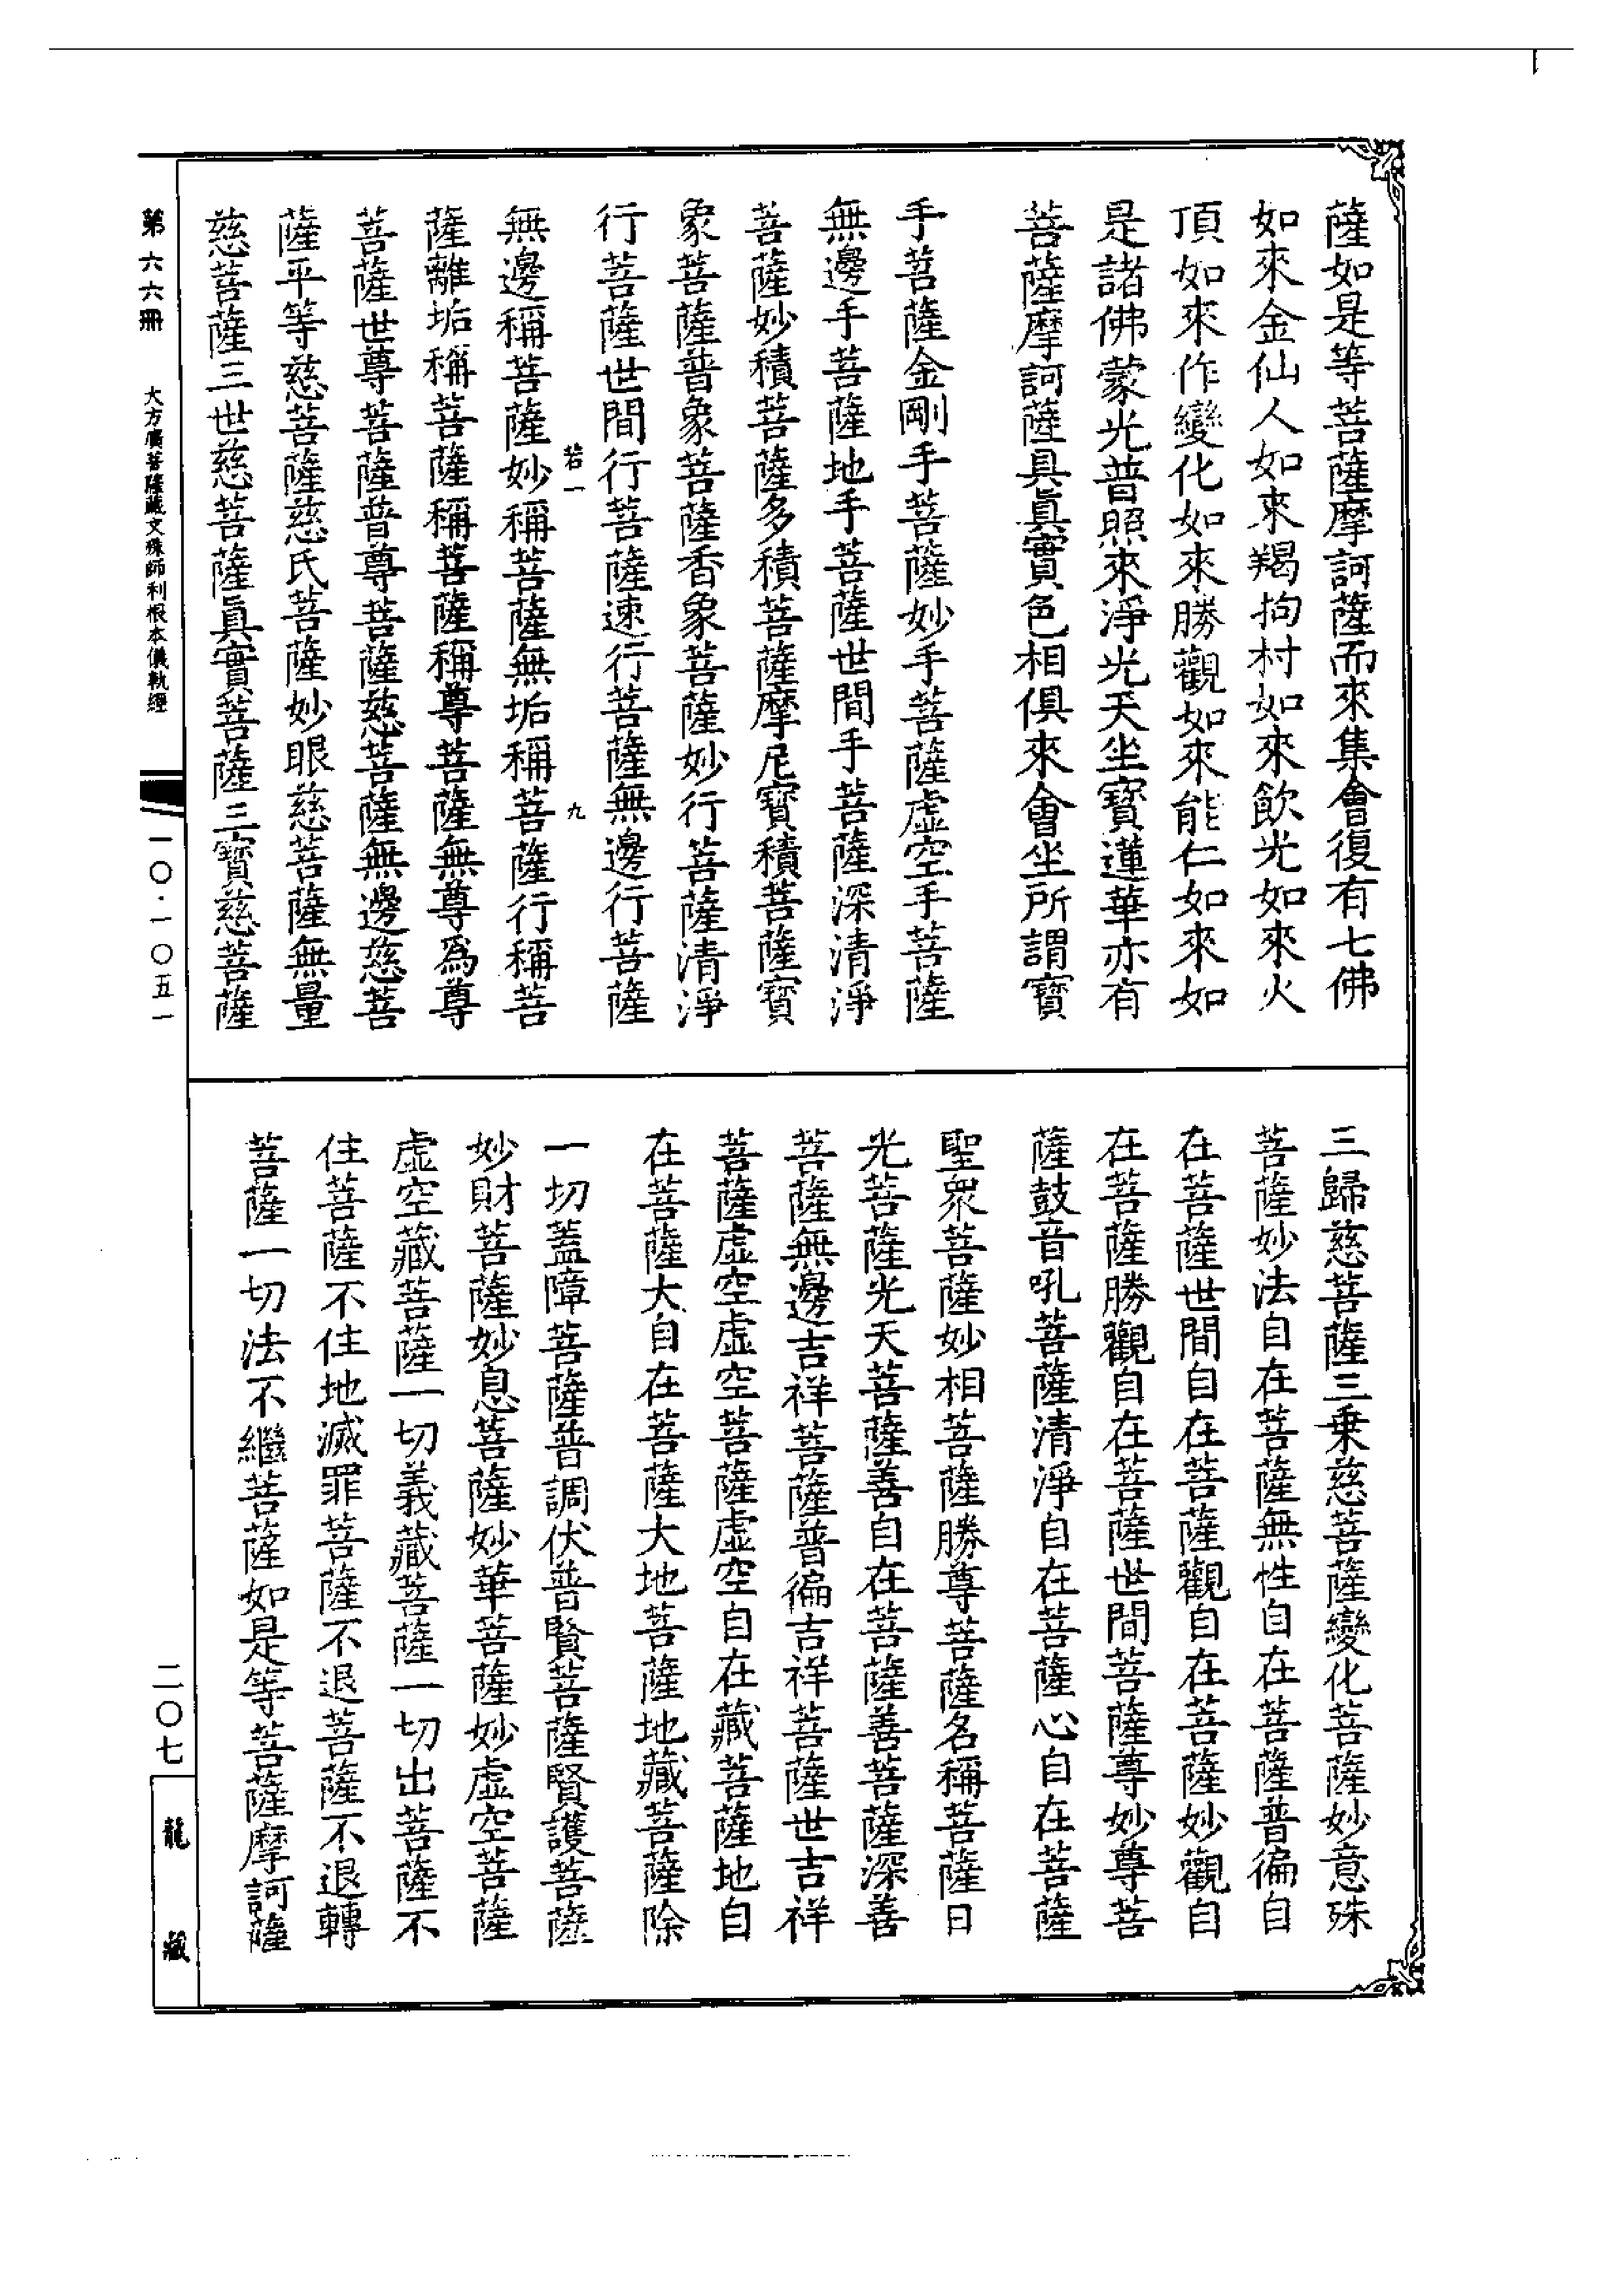 薩如是等菩薩摩訶薩而來集會復有七佛
如來金仙人如來羯拘村如來飲光如來火
頂如來作變化如來勝觀如來能仁如來如
是諸佛蒙光普照來淨光天坐寶蓮華亦有
菩薩摩訶薩具眞實色相俱來會坐所謂寶
手菩薩金剛手菩薩妙手菩薩虛空手菩薩
無邊手菩薩地手菩薩世間手菩薩深清淨
菩薩妙積菩薩多積菩薩摩尼寶積菩薩寶
象菩薩普象菩薩香象菩薩妙行菩薩清淨
行菩薩世間行菩薩速行菩薩無邊行菩薩
若一 九
無邊稱菩薩妙稱菩薩無垢稱菩薩行稱菩
薩離垢稱菩薩稱菩薩稱尊菩薩無尊爲尊
菩薩世尊菩薩普尊菩薩慈菩薩無邊慈菩
薩平等慈菩薩慈氏菩薩妙眼慈菩薩無量
慈菩薩三世慈菩薩眞實菩薩三寶慈菩薩
三歸慈菩薩三乘慈菩薩變化菩薩妙意殊
菩薩妙法自在菩薩無性自在菩薩普徧自
在菩薩世間自在菩薩觀自在菩薩妙觀自
在菩薩勝觀自在菩薩世間菩薩尊妙尊菩
薩鼓音吼菩薩清淨自在菩薩心自在菩薩
聖衆菩薩妙相菩薩勝尊菩薩名稱菩薩日
光菩薩光天菩薩善自在菩薩善菩薩深善
菩薩無邊吉祥菩薩普徧吉祥菩薩世吉祥
菩薩虛空虛空菩薩虛空自在藏菩薩地自
在菩薩大自在菩薩大地菩薩地藏菩薩除
一切蓋障菩薩普調伏普賢菩薩賢護菩薩
妙財菩薩妙息菩薩妙華菩薩妙虛空菩薩
虛空藏菩薩一切義藏菩薩一切出菩薩不
住菩薩不住地滅罪菩薩不退菩薩不退轉
菩薩一切法不繼菩薩如是等菩薩摩訶薩
第六六冊 大方廣菩薩藏文殊師利根本儀軌經 一〇·一〇五一
二〇七 龍藏